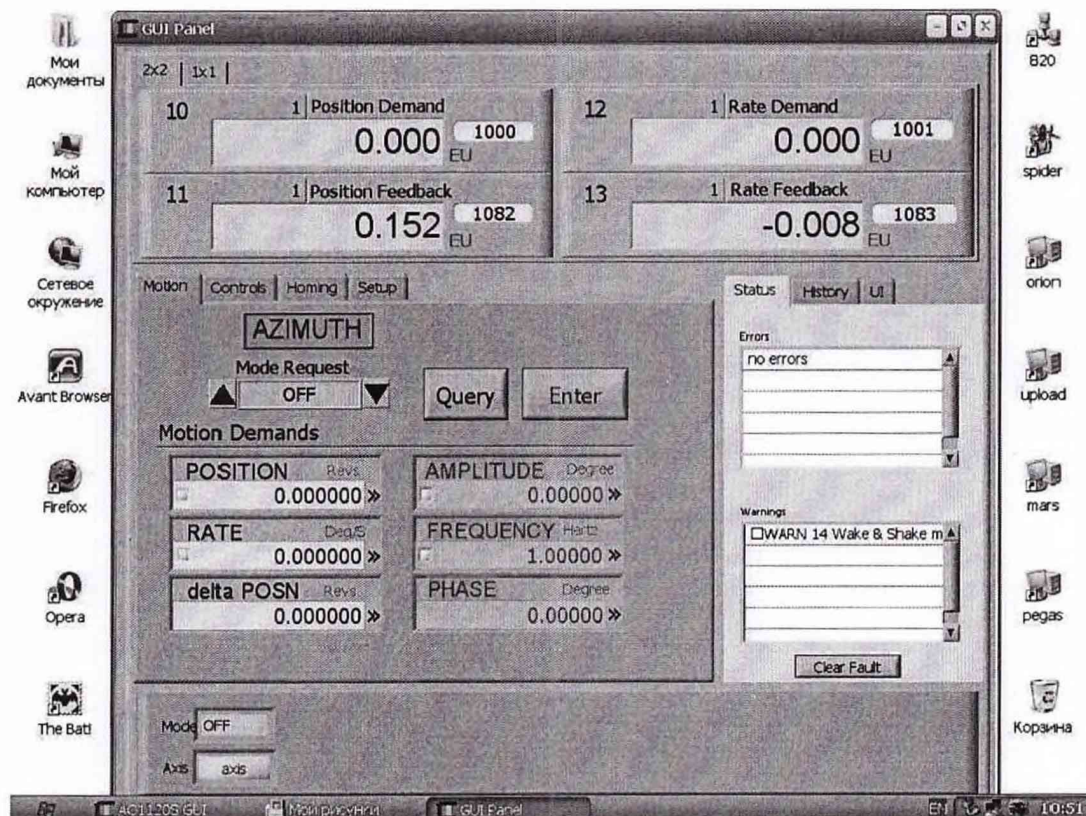 GUI Panel
2x2 | 1x1
10
1 Position Demand
0.000
1000
EU
12
1 Rate Demand
0.000
1001
EU
11
1 Position Feedback
0.152
1082
EU
13
1 Rate Feedback
-0.008
1083
EU
Motion Controls Homing Setup
AZIMUTH
Mode Request
OFF
Query
Enter
Motion Demands
POSITION Revs
0.000000 »
AMPLITUDE Degree
0.00000 »
RATE Deg/S
0.000000 »
FREQUENCY Hertz
1.00000 »
delta POSN Revs
0.000000 »
PHASE Degree
0.00000 »
Status History UI
Errors
no errors
Warnings
WARN 14 Wake & Shake m
Clear Fault
Mode OFF
Axis axis
Мои
документы
Мой
компьютер
Сетевое
окружение
Avant Browser
Firefox
Opera
The Bat!
B20
spider
orion
upload
mars
pegas
Корзина
AC1120S GUI
Мои рисунки
GUI Panel
EN
10:51